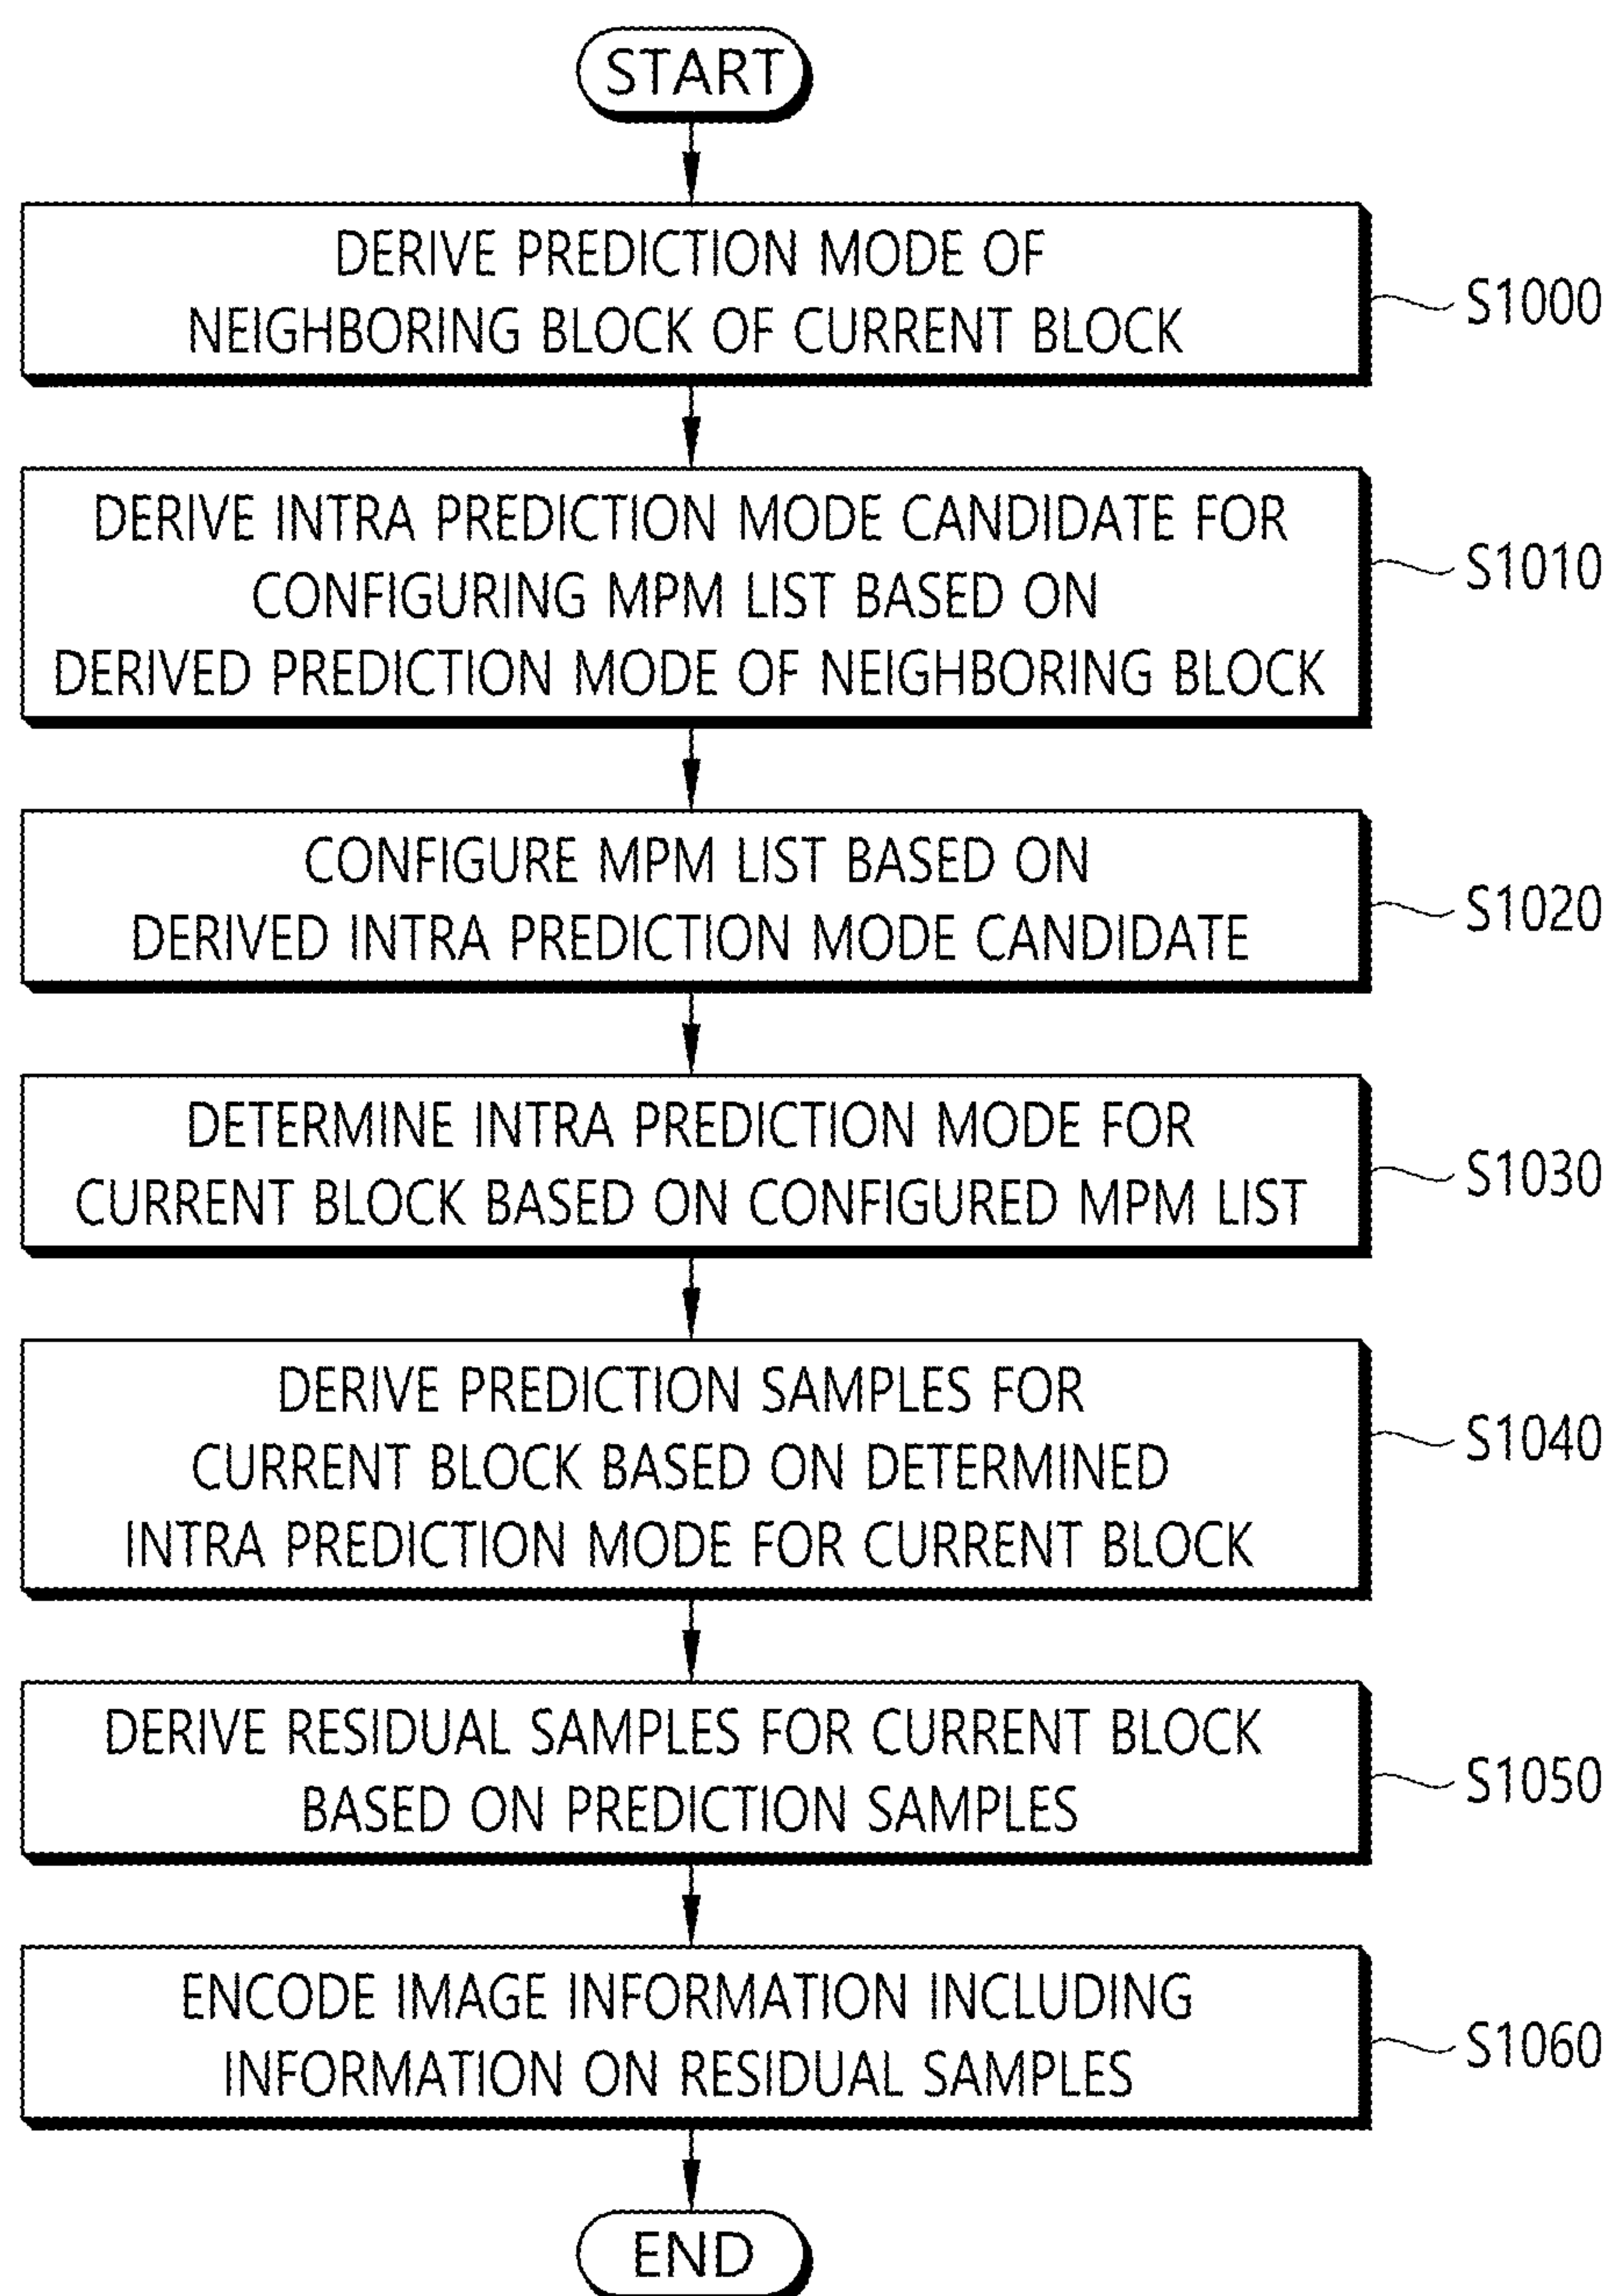 START
DERIVE PREDICTION MODE OF
NEIGHBORING BLOCK OF CURRENT BLOCK
S1000
DERIVE INTRA PREDICTION MODE CANDIDATE FOR
CONFIGURING MPM LIST BASED ON
DERIVED PREDICTION MODE OF NEIGHBORING BLOCK
S1010
CONFIGURE MPM LIST BASED ON
DERIVED INTRA PREDICTION MODE CANDIDATE
S1020
DETERMINE INTRA PREDICTION MODE FOR
CURRENT BLOCK BASED ON CONFIGURED MPM LIST
S1030
DERIVE PREDICTION SAMPLES FOR
CURRENT BLOCK BASED ON DETERMINED
INTRA PREDICTION MODE FOR CURRENT BLOCK
S1040
DERIVE RESIDUAL SAMPLES FOR CURRENT BLOCK
BASED ON PREDICTION SAMPLES
S1050
ENCODE IMAGE INFORMATION INCLUDING
INFORMATION ON RESIDUAL SAMPLES
S1060
END